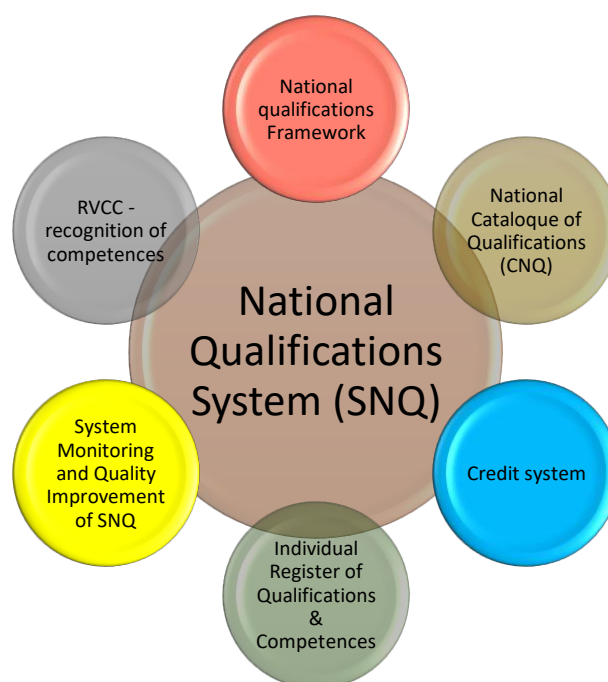 National
qualifications
Framework
RVCC -
recognition of
competences
National
Cataloque of
Qualifications
(CNQ)
National
Qualifications
System (SNQ)
System
Monitoring
and Quality
Improvement
of SNQ
Credit system
Individual
Register of
Qualifications
&
Competences